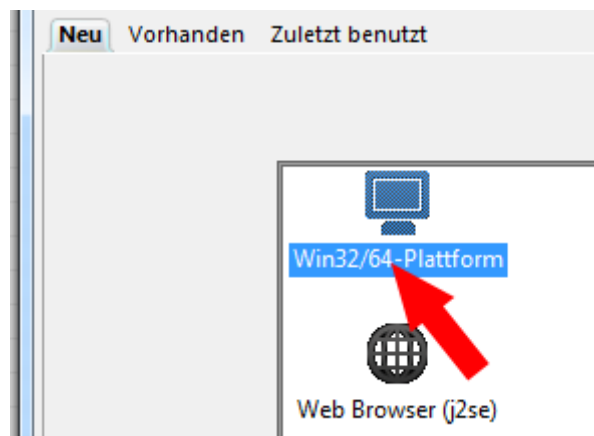 Neu Vorhanden Zuletzt benutzt
Win32/64-Plattform
Web Browser (j2se)